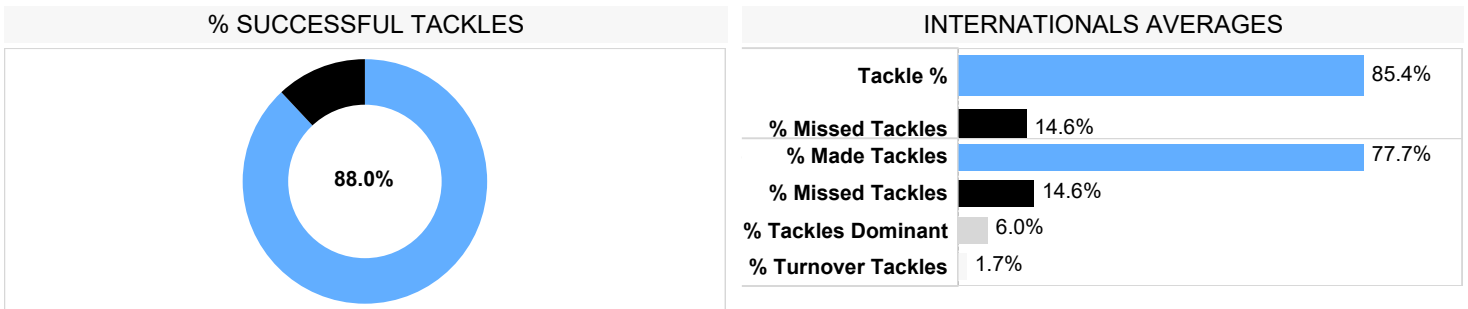 % SUCCESSFUL TACKLES
88.0%
INTERNATIONALS AVERAGES
Tackle % 85.4%
% Missed Tackles 14.6%
% Made Tackles 77.7%
% Missed Tackles 14.6%
% Tackles Dominant 6.0%
% Turnover Tackles 1.7%